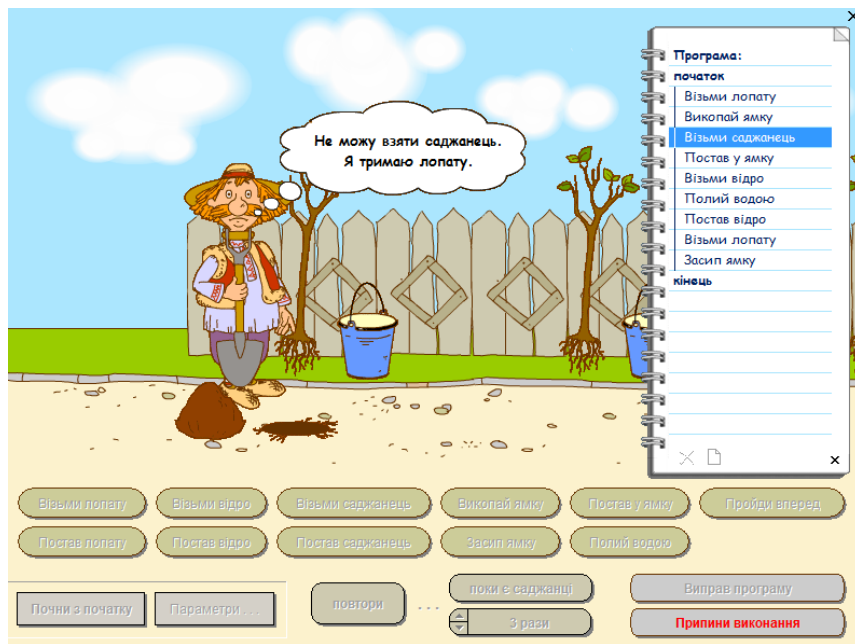 Не можу взяти саджанець.
Я тримаю лопату.
Програма:
початок
Візьми лопату
Викопай ямку
Візьми саджанець
Постав у ямку
Візьми відро
Полий водою
Постав відро
Візьми лопату
Засип ямку
кінець
Візьми лопату Візьми відро Візьми саджанець Викопай ямку Постав у ямку Пройди вперед
Постав лопату Постав відро Постав саджанець Засип ямку Полий водою
Почни з початку Параметри . . . повтори . . . поки є саджанці Виправ програму
3 рази Припини виконання